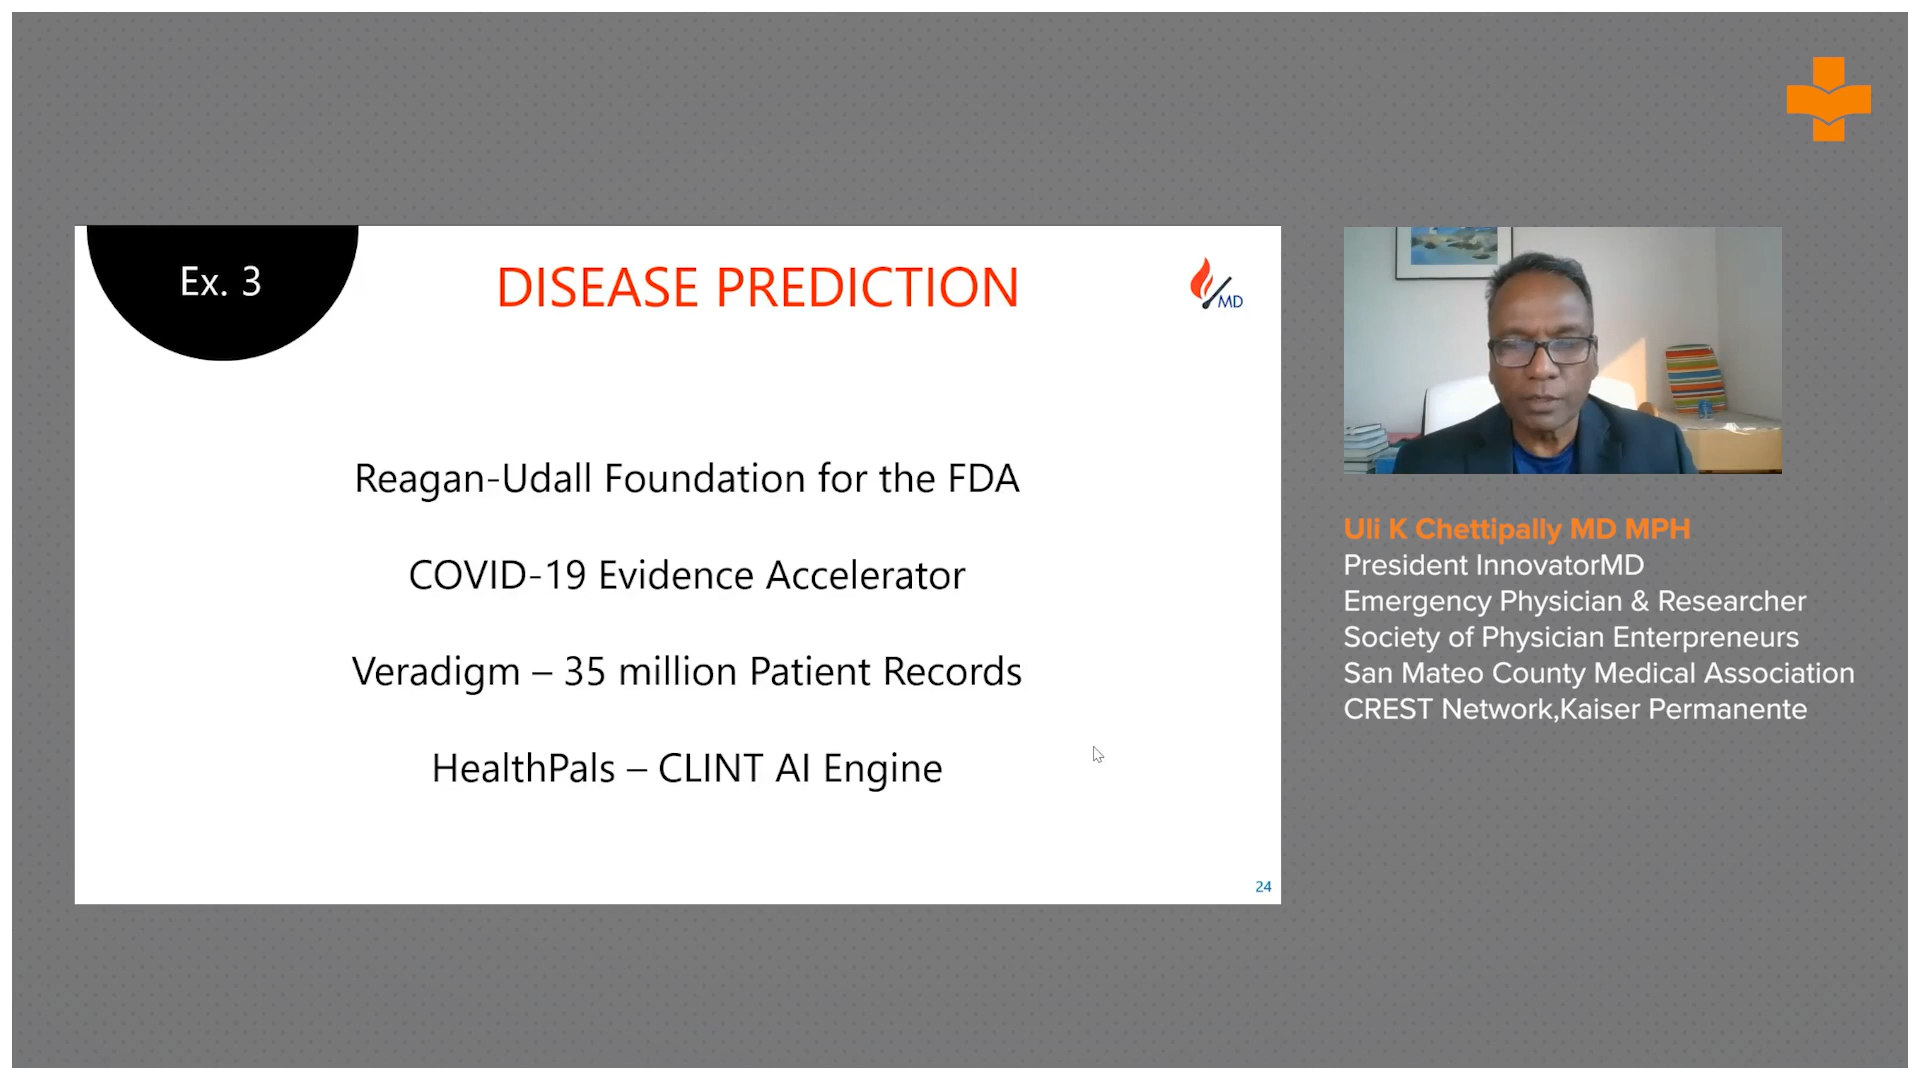 Ex. 3
DISEASE PREDICTION
MD
Reagan-Udall Foundation for the FDA
COVID-19 Evidence Accelerator
Veradigm – 35 million Patient Records
HealthPals – CLINT AI Engine
24
Uli K Chettipally MD MPH
President InnovatorMD
Emergency Physician & Researcher
Society of Physician Enterpreneurs
San Mateo County Medical Association
CREST Network,Kaiser Permanente